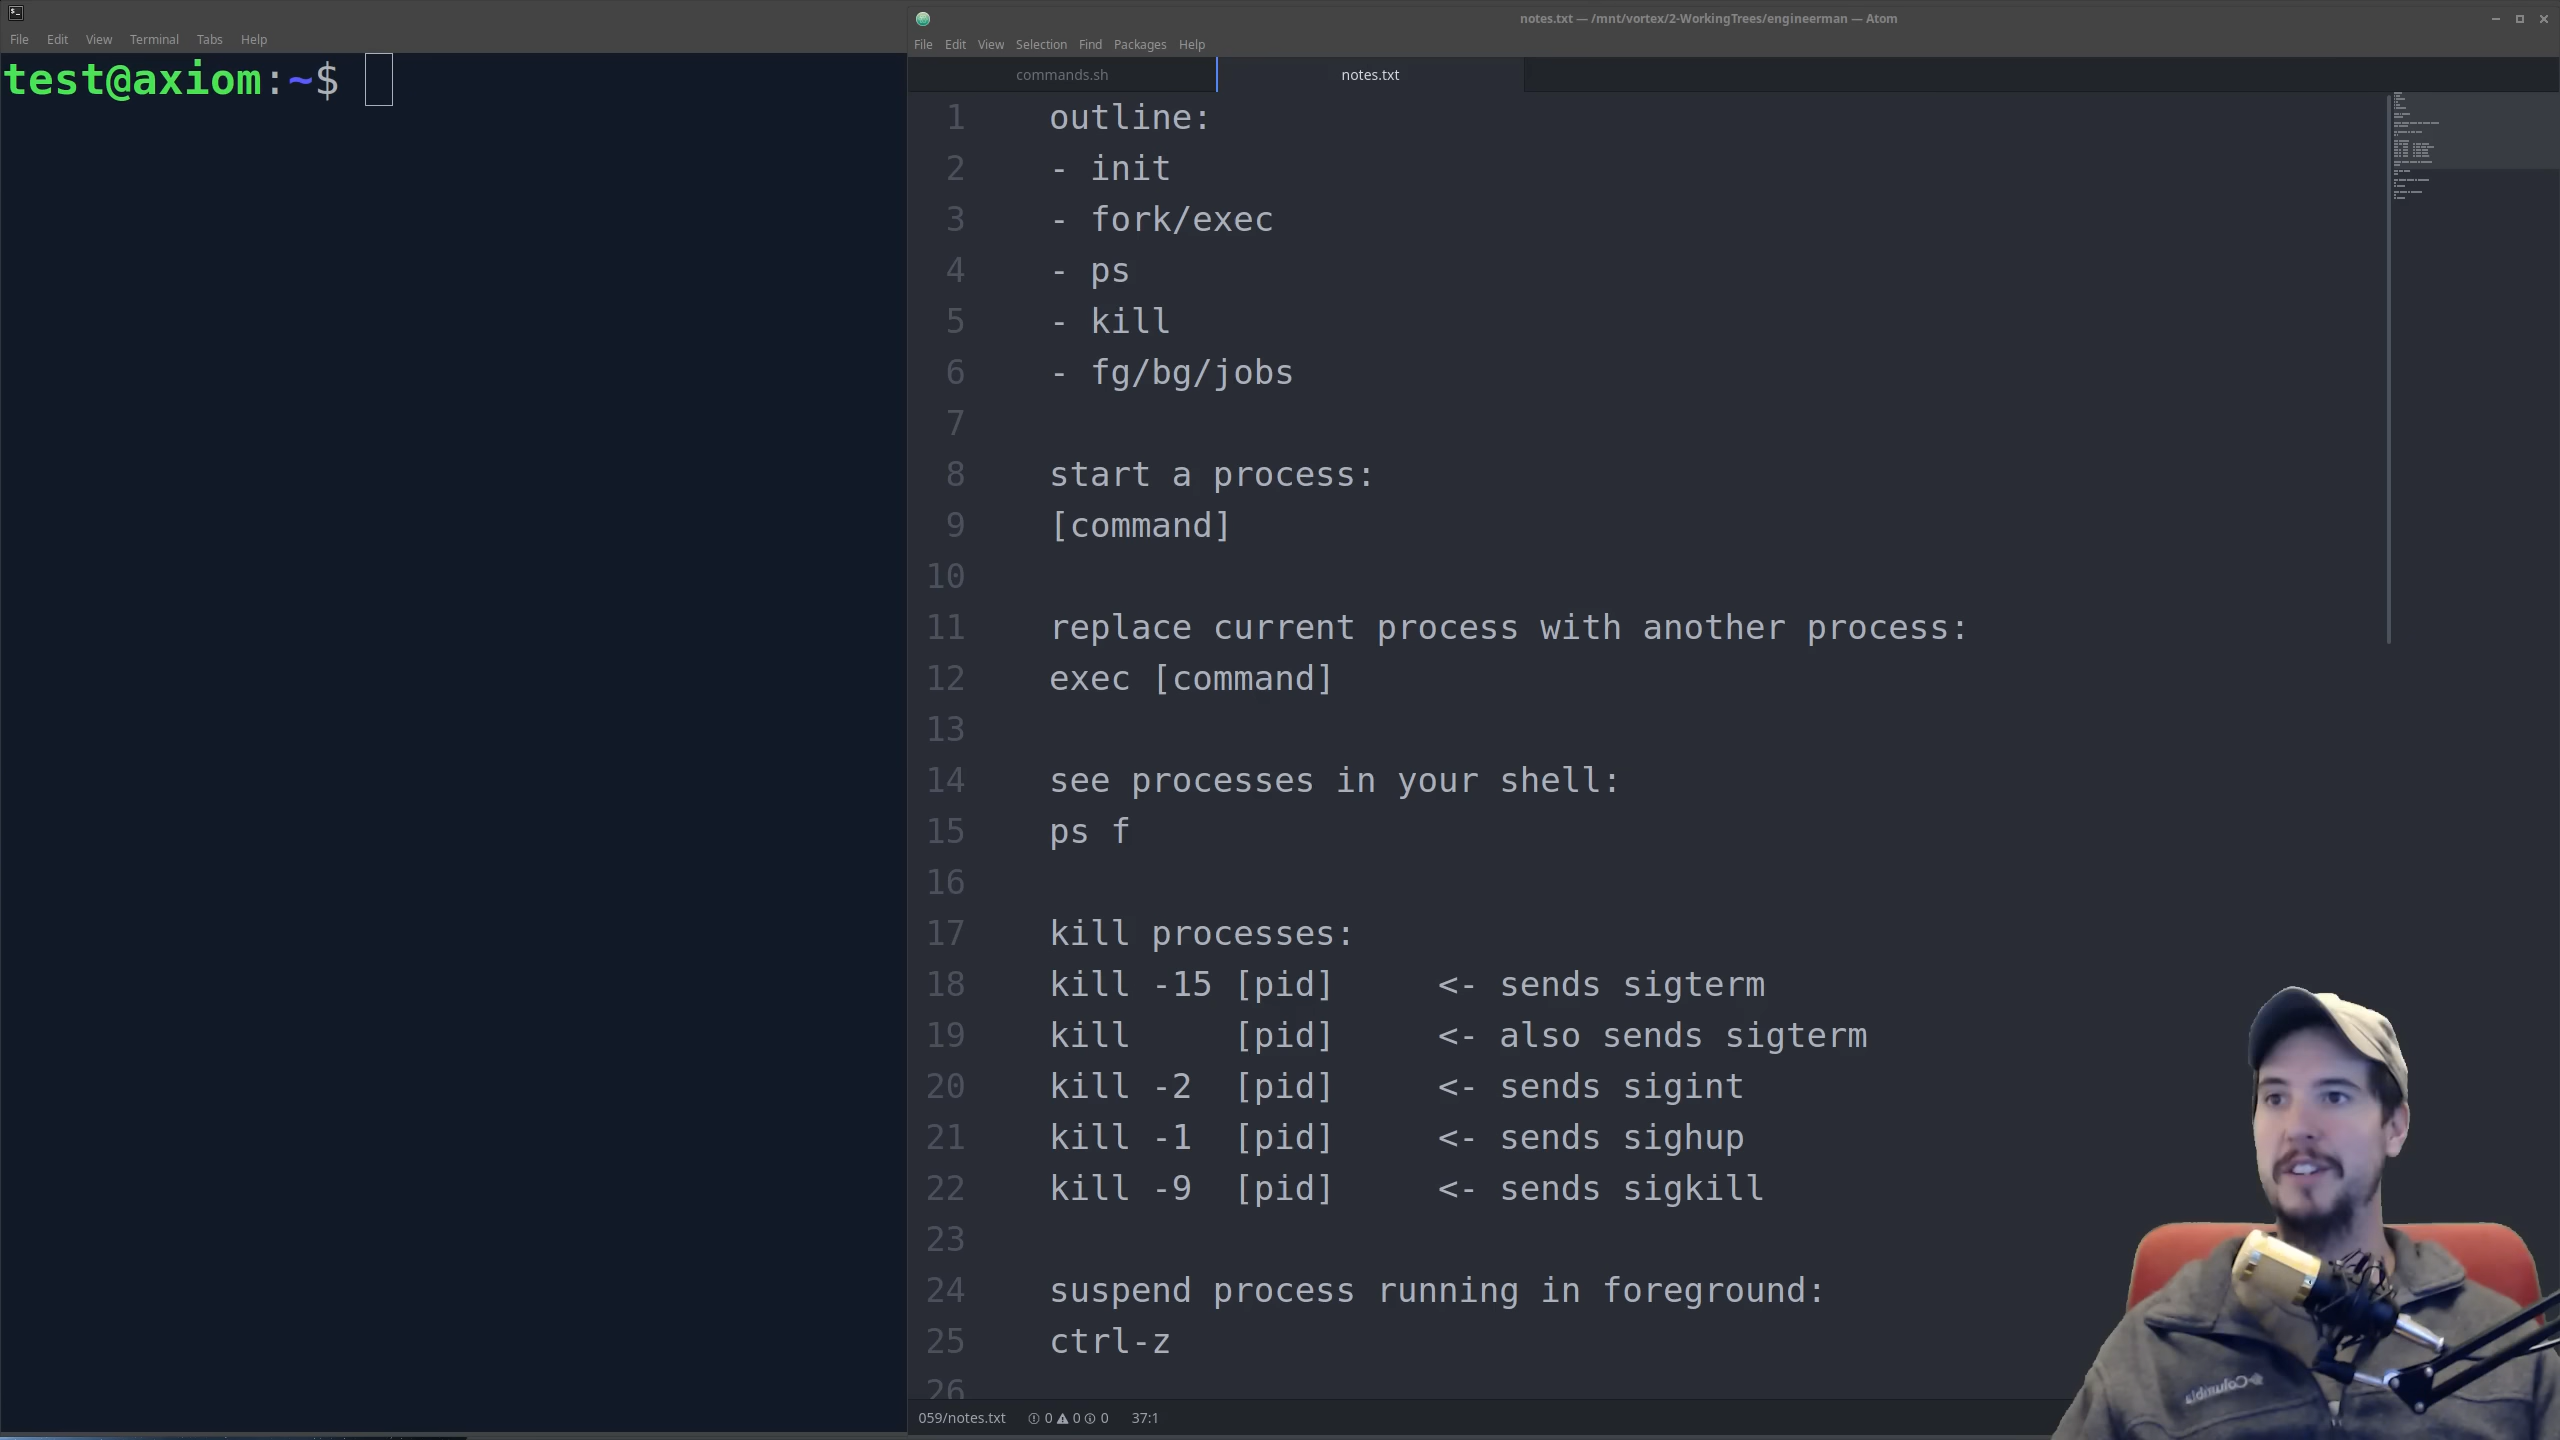 File Edit View Terminal Tabs Help
test@axiom:~$
notes.txt — /mnt/vortex/2-WorkingTrees/engineerman — Atom
File Edit View Selection Find Packages Help
commands.sh notes.txt
1 outline:
2 - init
3 - fork/exec
4 - ps
5 - kill
6 - fg/bg/jobs
7
8 start a process:
9 [command]
10
11 replace current process with another process:
12 exec [command]
13
14 see processes in your shell:
15 ps f
16
17 kill processes:
18 kill -15 [pid]     <- sends sigterm
19 kill     [pid]     <- also sends sigterm
20 kill -2  [pid]     <- sends sigint
21 kill -1  [pid]     <- sends sighup
22 kill -9  [pid]     <- sends sigkill
23
24 suspend process running in foreground:
25 ctrl-z
26
059/notes.txt 0 0 0 37:1
Columbia